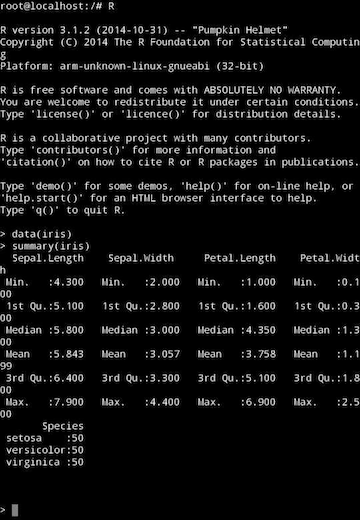 root@localhost:/# R

R version 3.1.2 (2014-10-31) -- "Pumpkin Helmet"
Copyright (C) 2014 The R Foundation for Statistical Computin
g
Platform: arm-unknown-linux-gnueabi (32-bit)

R is free software and comes with ABSOLUTELY NO WARRANTY.
You are welcome to redistribute it under certain conditions.
Type 'license()' or 'licence()' for distribution details.

R is a collaborative project with many contributors.
Type 'contributors()' for more information and
'citation()' on how to cite R or R packages in publications.

Type 'demo()' for some demos, 'help()' for on-line help, or
'help.start()' for an HTML browser interface to help.
Type 'q()' to quit R.

> data(iris)
> summary(iris)
  Sepal.Length    Sepal.Width     Petal.Length    Petal.Widt
h
 Min.   :4.300   Min.   :2.000   Min.   :1.000   Min.   :0.1
00
 1st Qu.:5.100   1st Qu.:2.800   1st Qu.:1.600   1st Qu.:0.3
00
 Median :5.800   Median :3.000   Median :4.350   Median :1.3
00
 Mean   :5.843   Mean   :3.057   Mean   :3.758   Mean   :1.1
99
 3rd Qu.:6.400   3rd Qu.:3.300   3rd Qu.:5.100   3rd Qu.:1.8
00
 Max.   :7.900   Max.   :4.400   Max.   :6.900   Max.   :2.5
00
       Species
 setosa    :50
 versicolor:50
 virginica :50

>